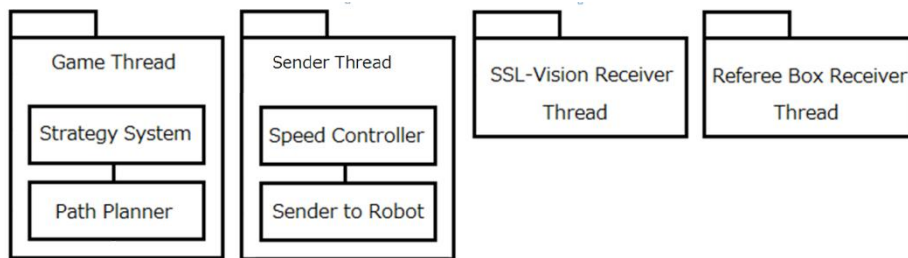 Game Thread
Strategy System
Path Planner
Sender Thread
Speed Controller
Sender to Robot
SSL-Vision Receiver
Thread
Referee Box Receiver
Thread